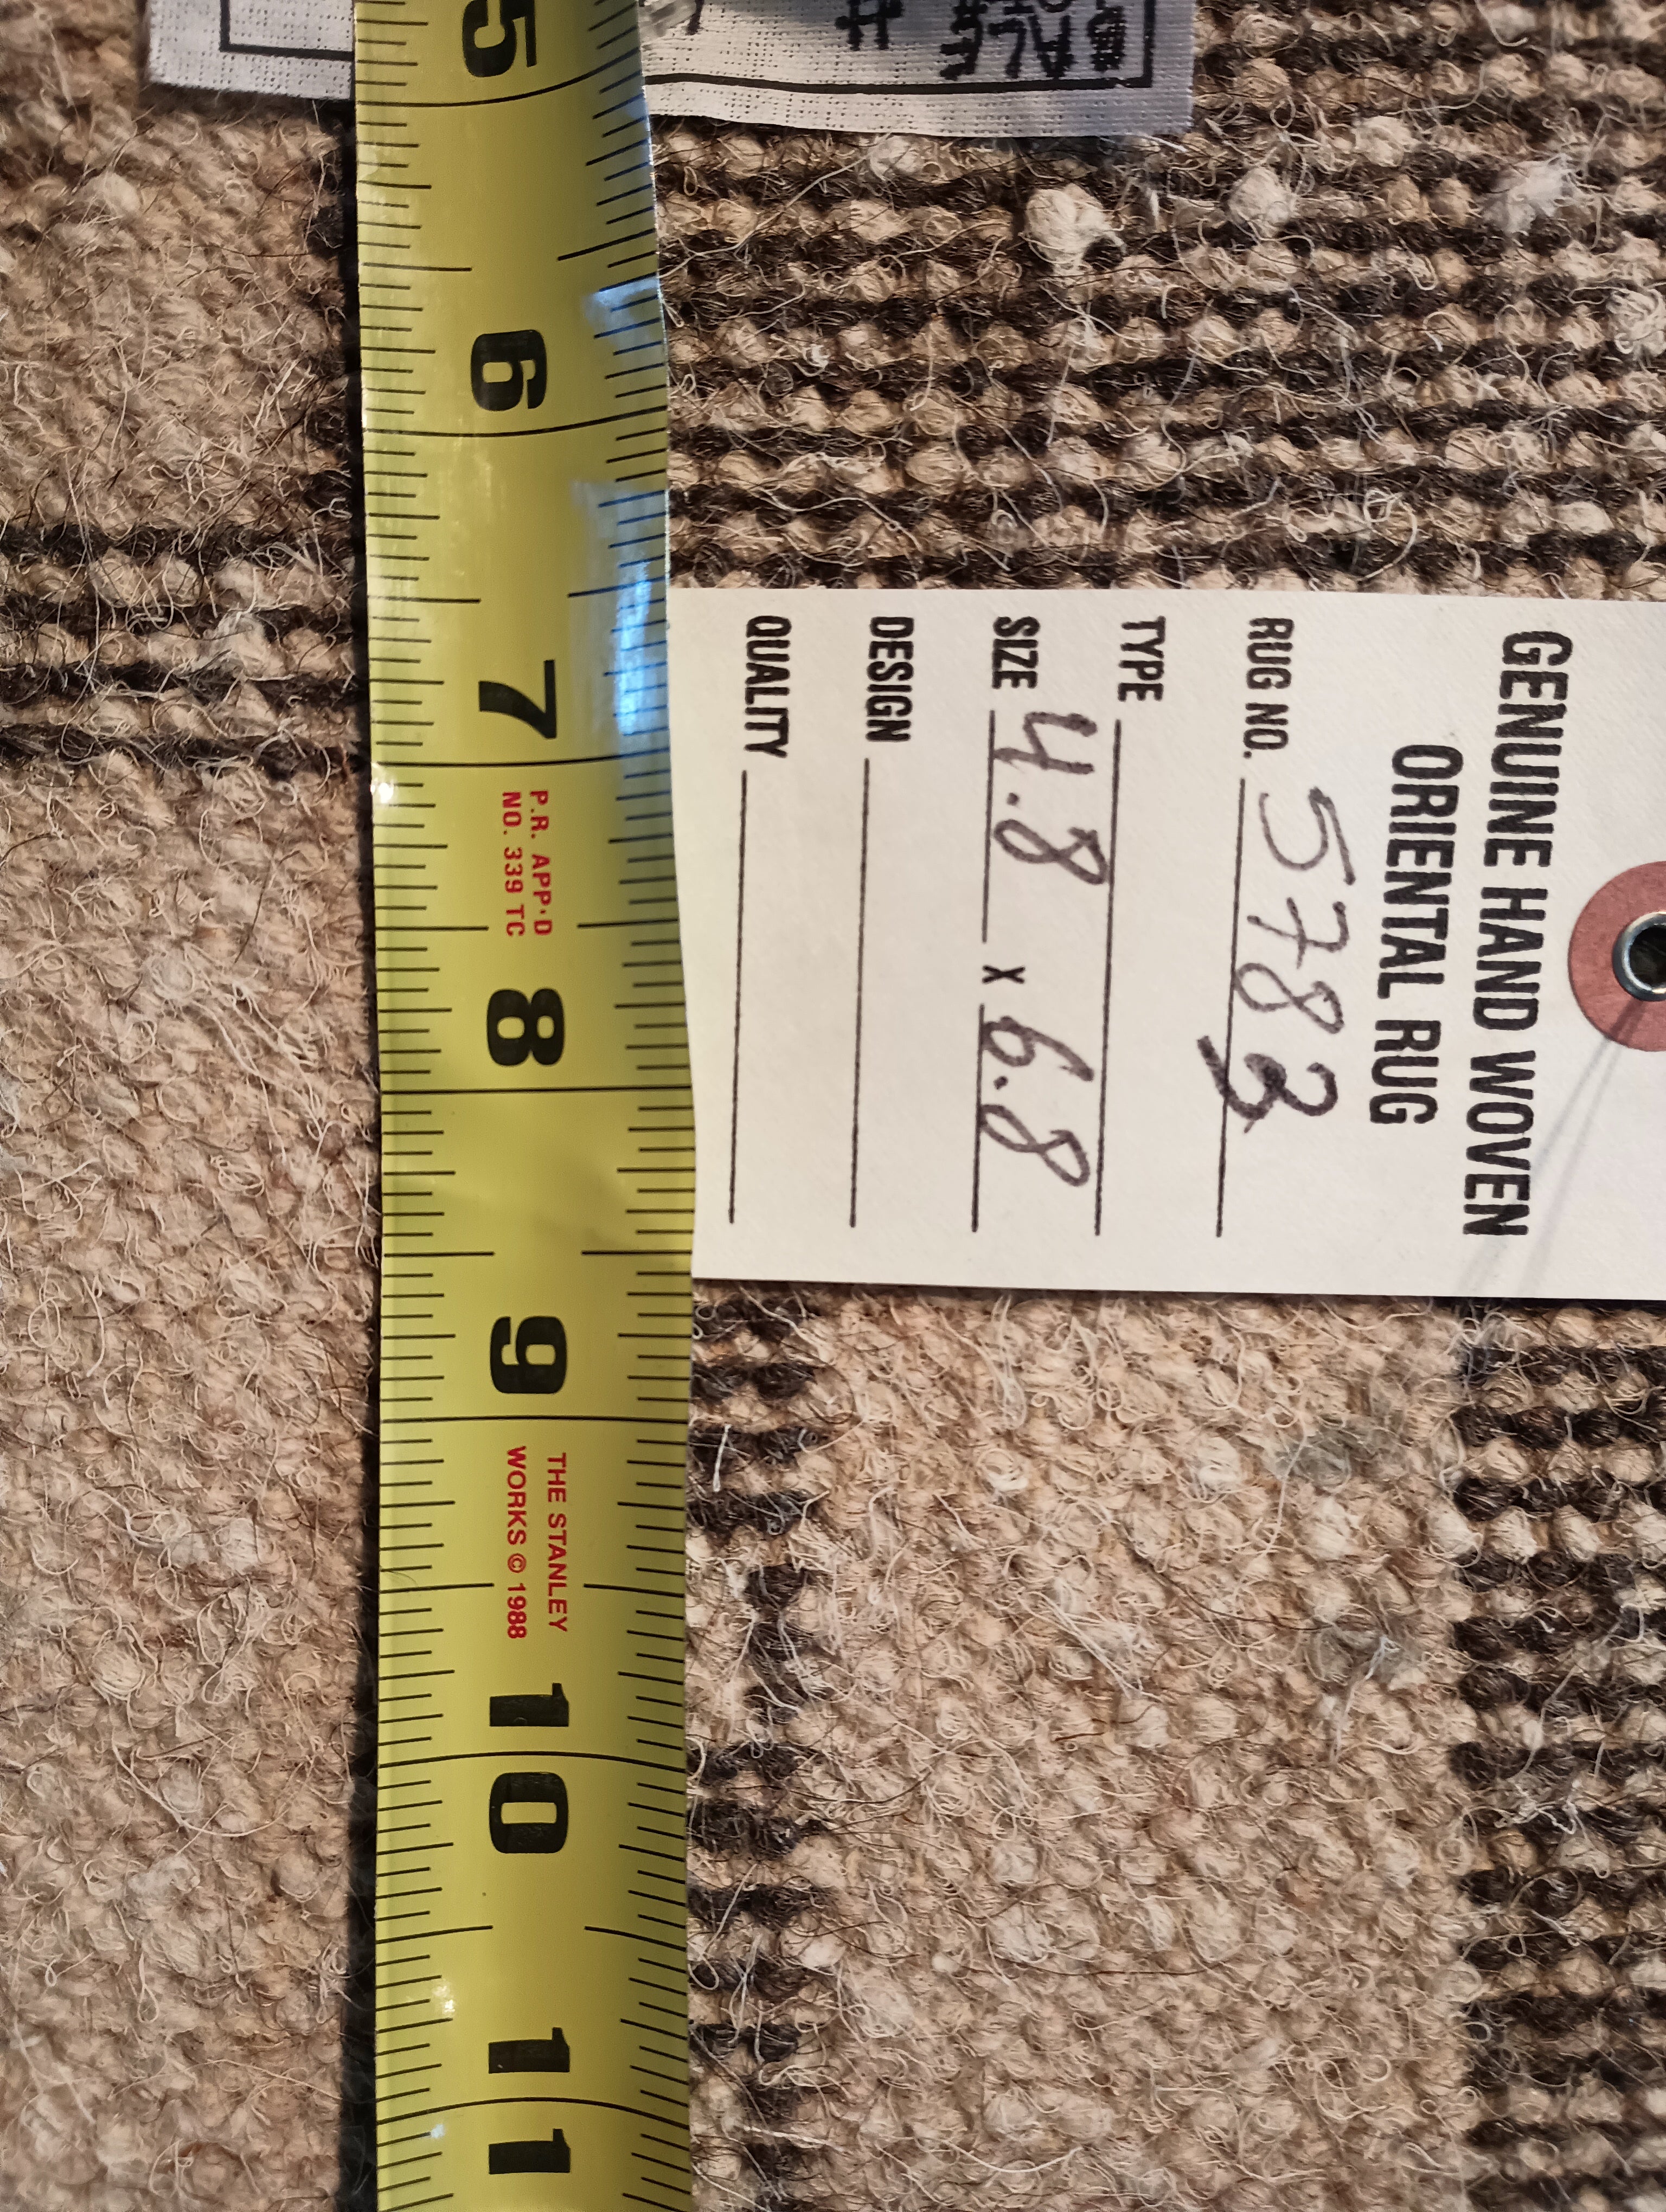 GENUINE HAND WOVEN
ORIENTAL RUG
RUG NO. 5783
TYPE
SIZE 4.8 x 6.8
DESIGN
QUALITY
BALE
#
5
6
7
P.R. APP'D
NO. 339 TC
8
9
THE STANLEY
WORKS © 1988
10
11